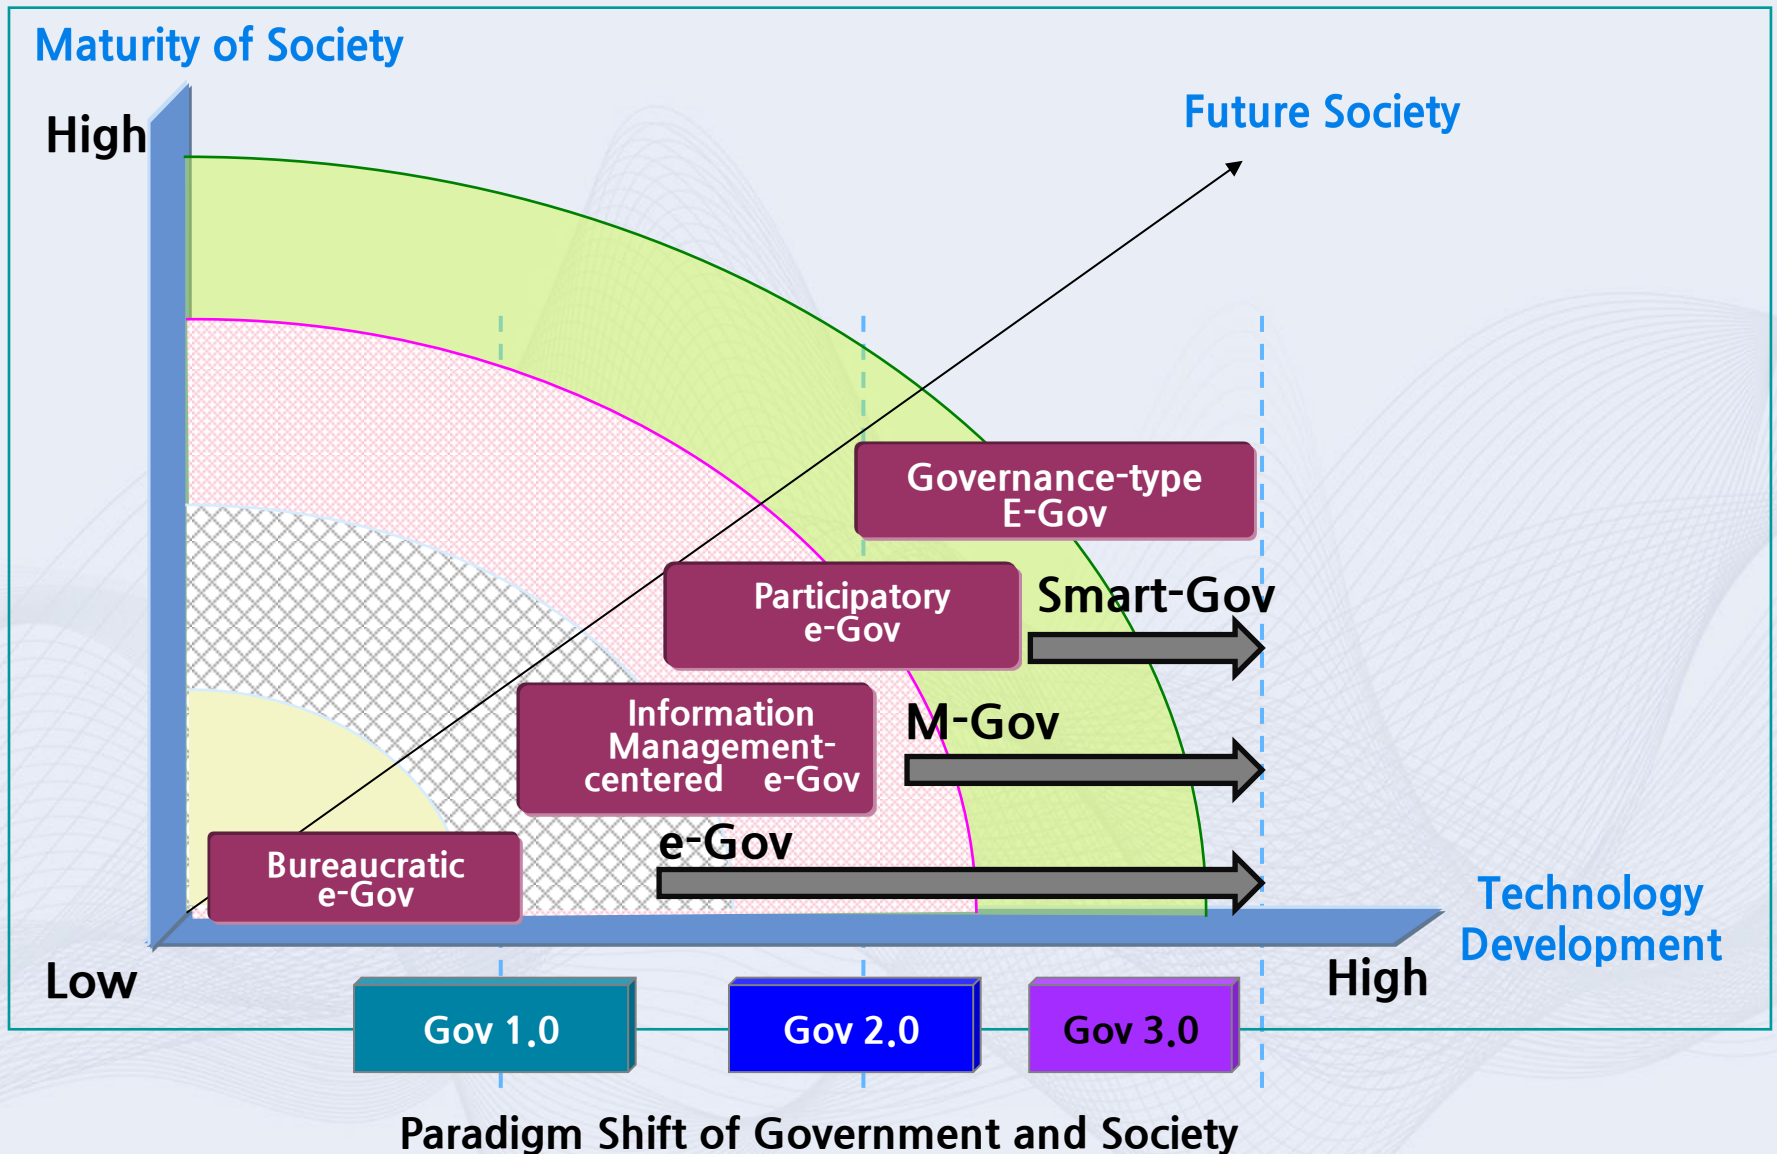 Maturity of Society
High
Future Society
Governance-type
E-Gov
Participatory
e-Gov
Smart-Gov
Information
Management-
centered e-Gov
M-Gov
e-Gov
Bureaucratic
e-Gov
Technology
Development
Low
High
Gov 1.0
Gov 2.0
Gov 3.0
Paradigm Shift of Government and Society